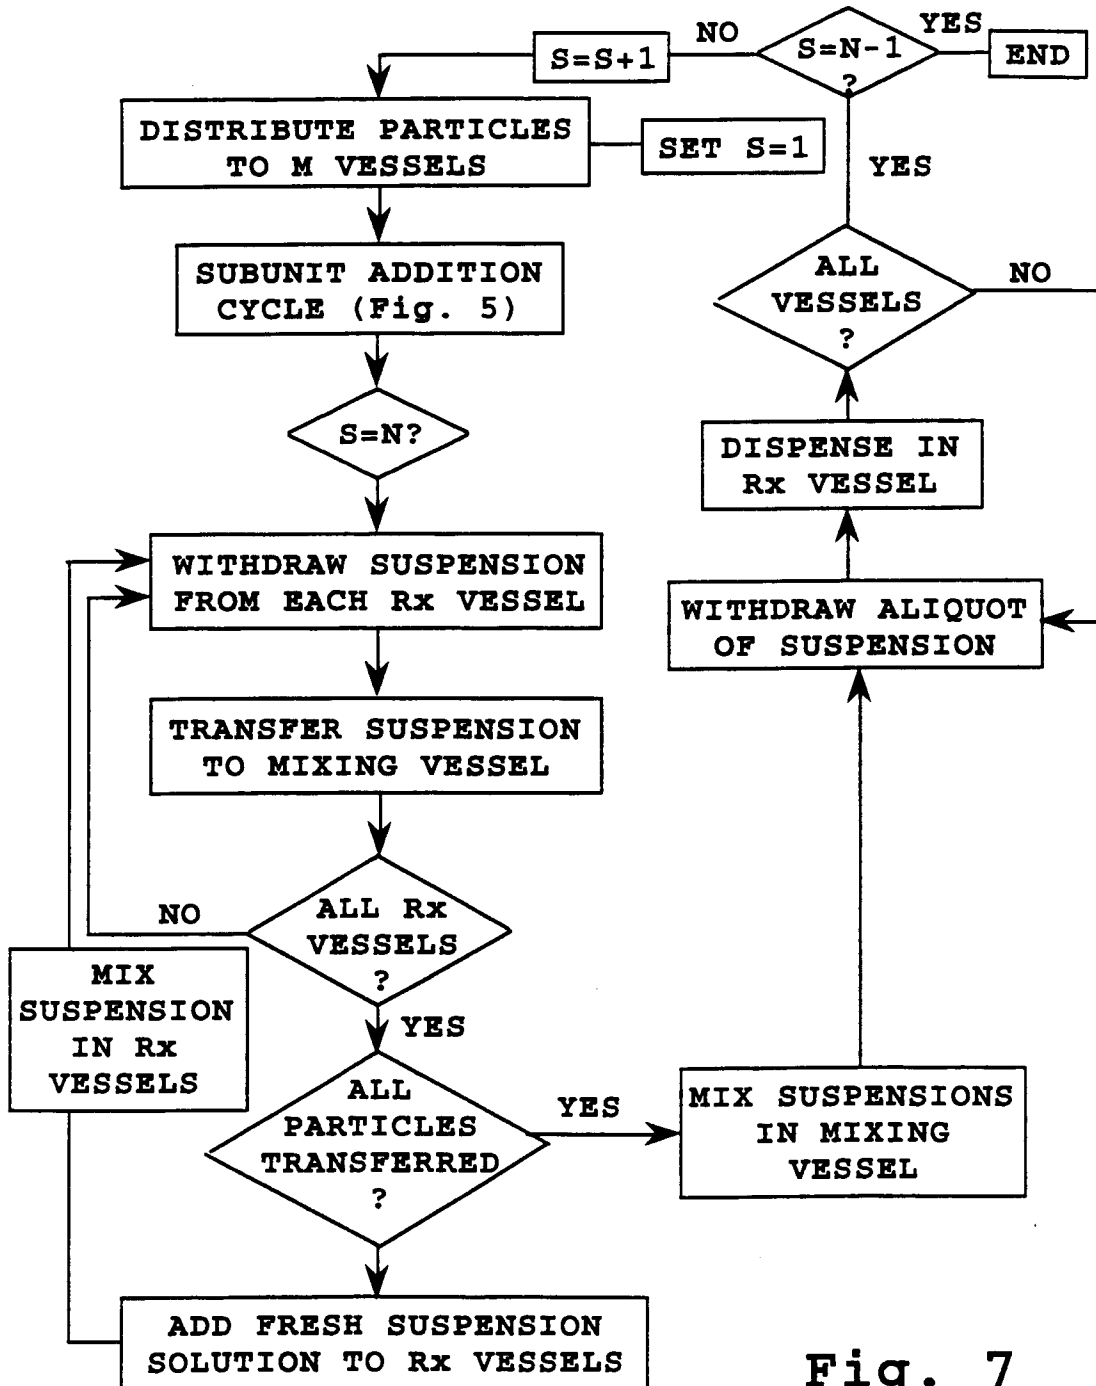 S=S+1
NO
S=N-1
?
YES
END
DISTRIBUTE PARTICLES
TO M VESSELS
SET S=1
YES
SUBUNIT ADDITION
CYCLE (Fig. 5)
ALL
VESSELS
?
NO
S=N?
DISPENSE IN
Rx VESSEL
WITHDRAW SUSPENSION
FROM EACH Rx VESSEL
WITHDRAW ALIQUOT
OF SUSPENSION
TRANSFER SUSPENSION
TO MIXING VESSEL
NO
ALL Rx
VESSELS
?
MIX
SUSPENSION
IN Rx
VESSELS
YES
ALL
PARTICLES
TRANSFERRED
?
YES
MIX SUSPENSIONS
IN MIXING
VESSEL
ADD FRESH SUSPENSION
SOLUTION TO Rx VESSELS
Fig. 7